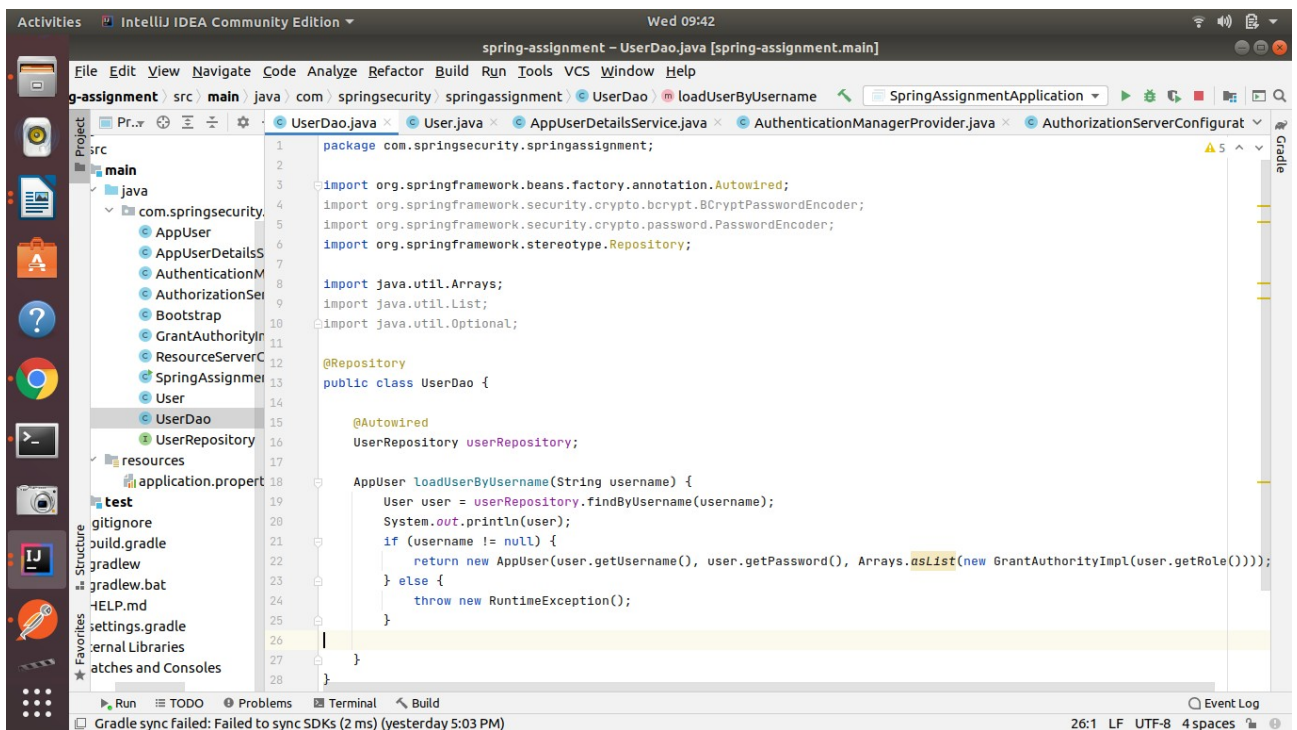 Activities IntelliJ IDEA Community Edition Wed 09:42
spring-assignment – UserDao.java [spring-assignment.main]
File Edit View Navigate Code Analyze Refactor Build Run Tools VCS Window Help
g-assignment src main java com springsecurity springassignment UserDao loadUserByUsername SpringAssignmentApplication
Project Pr.. UserDao.java User.java AppUserDetailsService.java AuthenticationManagerProvider.java AuthorizationServerConfigurat Gradle
src
main
java
com.springsecurity.
AppUser
AppUserDetailsS
AuthenticationM
AuthorizationSer
Bootstrap
GrantAuthorityIn
ResourceServerC
SpringAssignmen
User
UserDao
UserRepository
resources
application.propert
test
gitignore
build.gradle
gradlew
gradlew.bat
HELP.md
settings.gradle
ternal Libraries
atches and Consoles
Structure
Favorites
5
1 package com.springsecurity.springassignment;
2
3 import org.springframework.beans.factory.annotation.Autowired;
4 import org.springframework.security.crypto.bcrypt.BCryptPasswordEncoder;
5 import org.springframework.security.crypto.password.PasswordEncoder;
6 import org.springframework.stereotype.Repository;
7
8 import java.util.Arrays;
9 import java.util.List;
10 import java.util.Optional;
11
12 @Repository
13 public class UserDao {
14
15 @Autowired
16 UserRepository userRepository;
17
18 AppUser loadUserByUsername(String username) {
19 User user = userRepository.findByUsername(username);
20 System.out.println(user);
21 if (username != null) {
22 return new AppUser(user.getUsername(), user.getPassword(), Arrays.asList(new GrantAuthorityImpl(user.getRole())));
23 } else {
24 throw new RuntimeException();
25 }
26
27 }
28 }
Run TODO Problems Terminal Build Event Log
Gradle sync failed: Failed to sync SDKs (2 ms) (yesterday 5:03 PM) 26:1 LF UTF-8 4 spaces